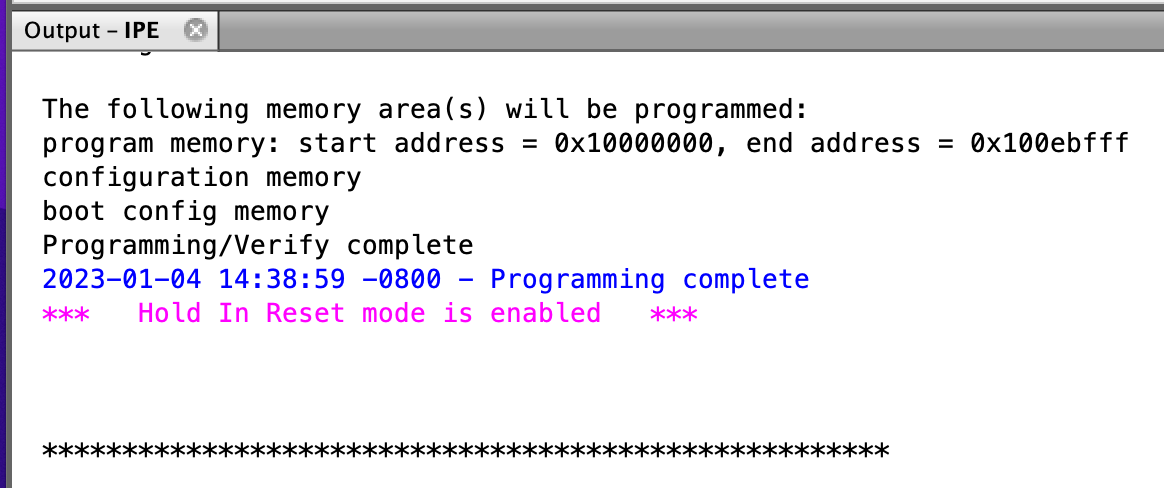 Output – IPE
The following memory area(s) will be programmed:
program memory: start address = 0x10000000, end address = 0x100ebfff
configuration memory
boot config memory
Programming/Verify complete
2023-01-04 14:38:59 -0800 - Programming complete
***   Hold In Reset mode is enabled   ***
*****************************************************